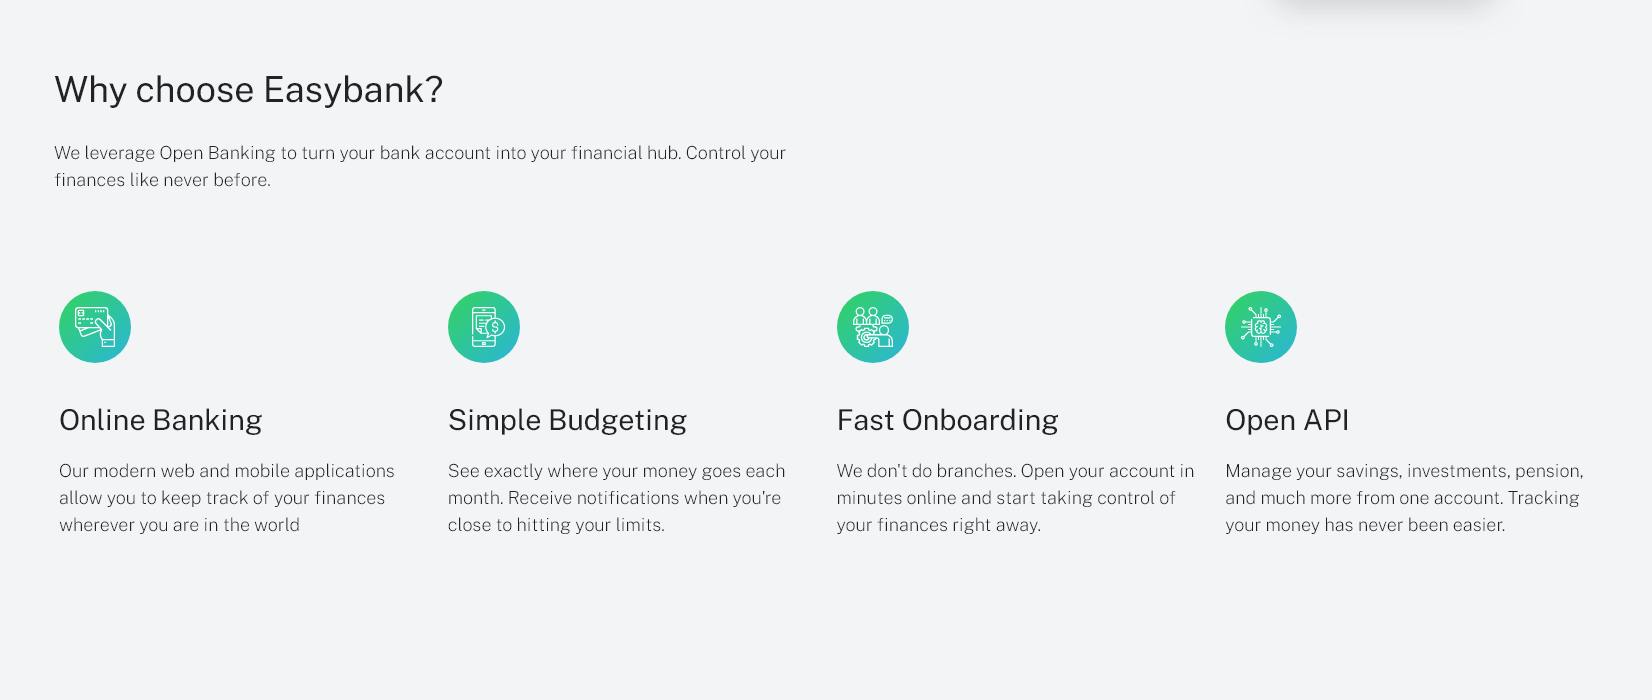 Why choose Easybank?
We leverage Open Banking to turn your bank account into your financial hub. Control your
finances like never before.
Online Banking
Our modern web and mobile applications
allow you to keep track of your finances
wherever you are in the world
Simple Budgeting
See exactly where your money goes each
month. Receive notifications when you're
close to hitting your limits.
Fast Onboarding
We don't do branches. Open your account in
minutes online and start taking control of
your finances right away.
Open API
Manage your savings, investments, pension,
and much more from one account. Tracking
your money has never been easier.